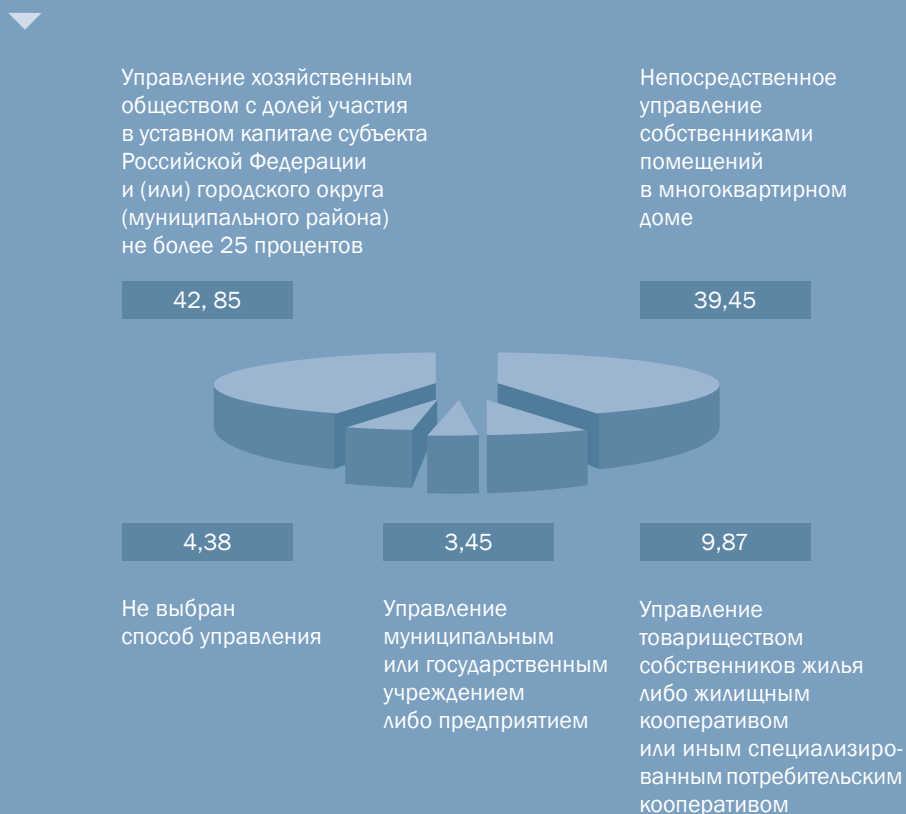 Управление хозяйственным
обществом с долей участия
в уставном капитале субъекта
Российской Федерации
и (или) городского округа
(муниципального района)
не более 25 процентов
42, 85
Непосредственное
управление
собственниками
помещений
в многоквартирном
доме
39,45
4,38
Не выбран
способ управления
3,45
Управление
муниципальным
или государственным
учреждением
либо предприятием
9,87
Управление
товариществом
собственников жилья
либо жилищным
кооперативом
или иным специализиро-
ванным потребительским
кооперативом